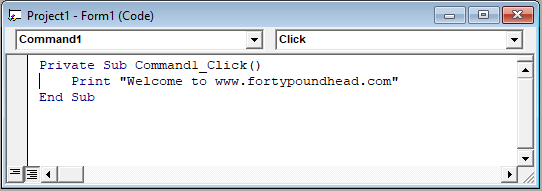 Project1 - Form1 (Code)
Command1 Click
Private Sub Command1_Click()
    Print "Welcome to www.fortypoundhead.com"
End Sub